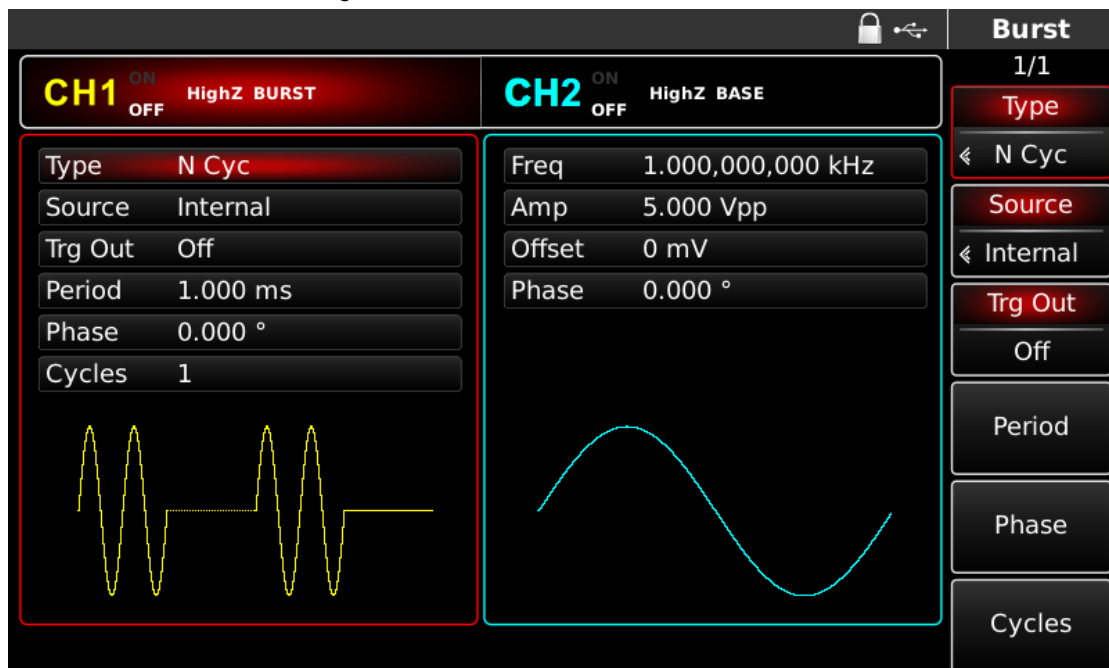 Burst
1/1
CH1 ON OFF HighZ BURST
CH2 ON OFF HighZ BASE
Type N Cyc
Source Internal
Trg Out Off
Period 1.000 ms
Phase 0.000 °
Cycles 1
Freq 1.000,000,000 kHz
Amp 5.000 Vpp
Offset 0 mV
Phase 0.000 °
Type
N Cyc
Source
Internal
Trg Out
Off
Period
Phase
Cycles